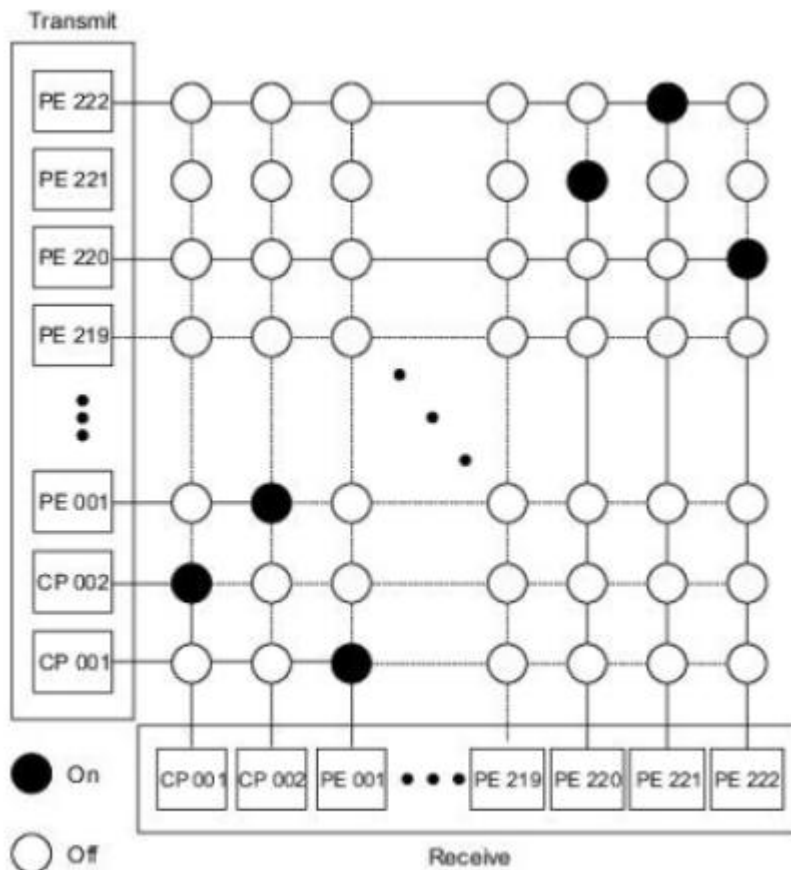 Transmit
PE 222
PE 221
PE 220
PE 219
PE 001
CP 002
CP 001
CP 001 CP 002 PE 001 PE 219 PE 220 PE 221 PE 222
On
Off
Receive